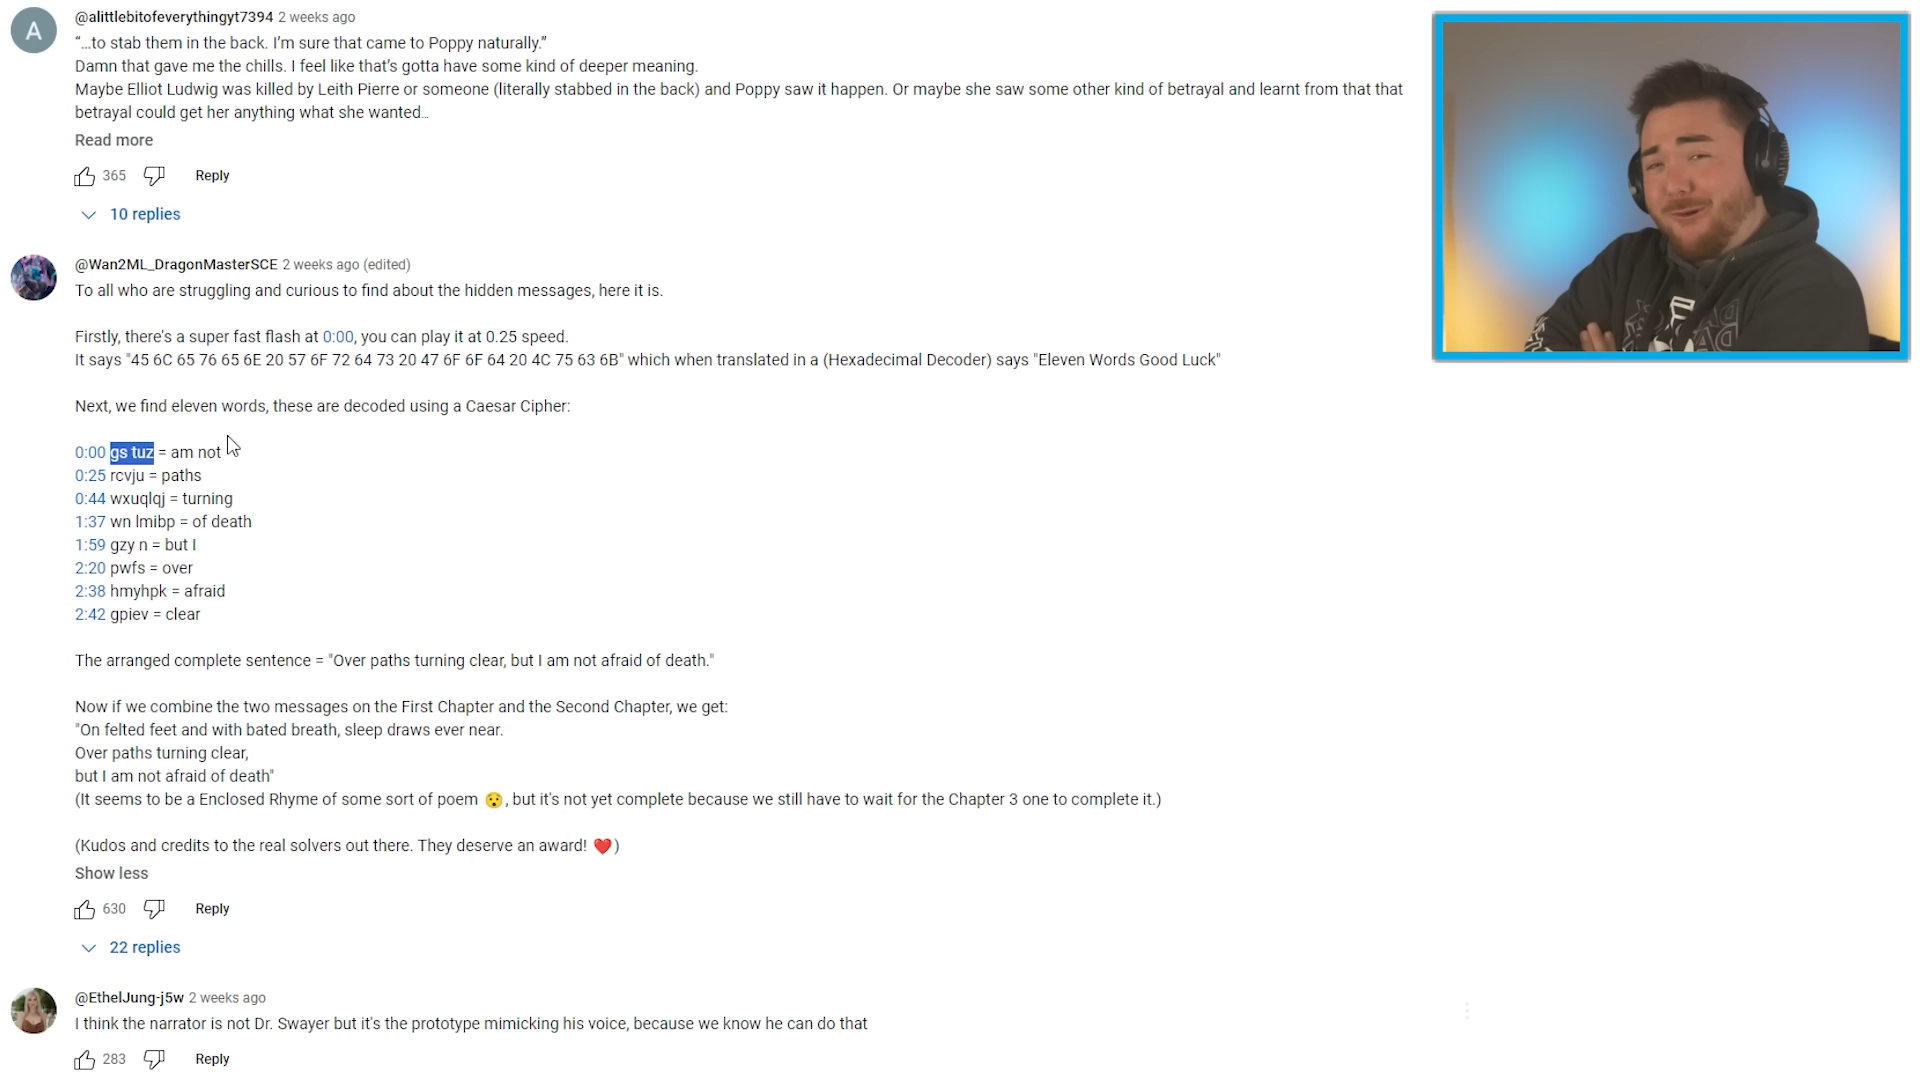 A
@alittlebitofeverythingyt7394 2 weeks ago
“…to stab them in the back. I’m sure that came to Poppy naturally.”
Damn that gave me the chills. I feel like that’s gotta have some kind of deeper meaning.
Maybe Elliot Ludwig was killed by Leith Pierre or someone (literally stabbed in the back) and Poppy saw it happen. Or maybe she saw some other kind of betrayal and learnt from that that
betrayal could get her anything what she wanted…
Read more
365 Reply
10 replies
@Wan2ML_DragonMasterSCE 2 weeks ago (edited)
To all who are struggling and curious to find about the hidden messages, here it is.
Firstly, there's a super fast flash at 0:00, you can play it at 0.25 speed.
It says "45 6C 65 76 65 6E 20 57 6F 72 64 73 20 47 6F 6F 64 20 4C 75 63 6B" which when translated in a (Hexadecimal Decoder) says "Eleven Words Good Luck"
Next, we find eleven words, these are decoded using a Caesar Cipher:
0:00 gs tuz = am not
0:25 rcvju = paths
0:44 wxuqlqj = turning
1:37 wn lmibp = of death
1:59 gzy n = but I
2:20 pwfs = over
2:38 hmyhpk = afraid
2:42 gpiev = clear
The arranged complete sentence = "Over paths turning clear, but I am not afraid of death."
Now if we combine the two messages on the First Chapter and the Second Chapter, we get:
"On felted feet and with bated breath, sleep draws ever near.
Over paths turning clear,
but I am not afraid of death"
(It seems to be a Enclosed Rhyme of some sort of poem 😯, but it's not yet complete because we still have to wait for the Chapter 3 one to complete it.)
(Kudos and credits to the real solvers out there. They deserve an award! ❤️)
Show less
630 Reply
22 replies
@EthelJung-j5w 2 weeks ago
I think the narrator is not Dr. Swayer but it's the prototype mimicking his voice, because we know he can do that
283 Reply